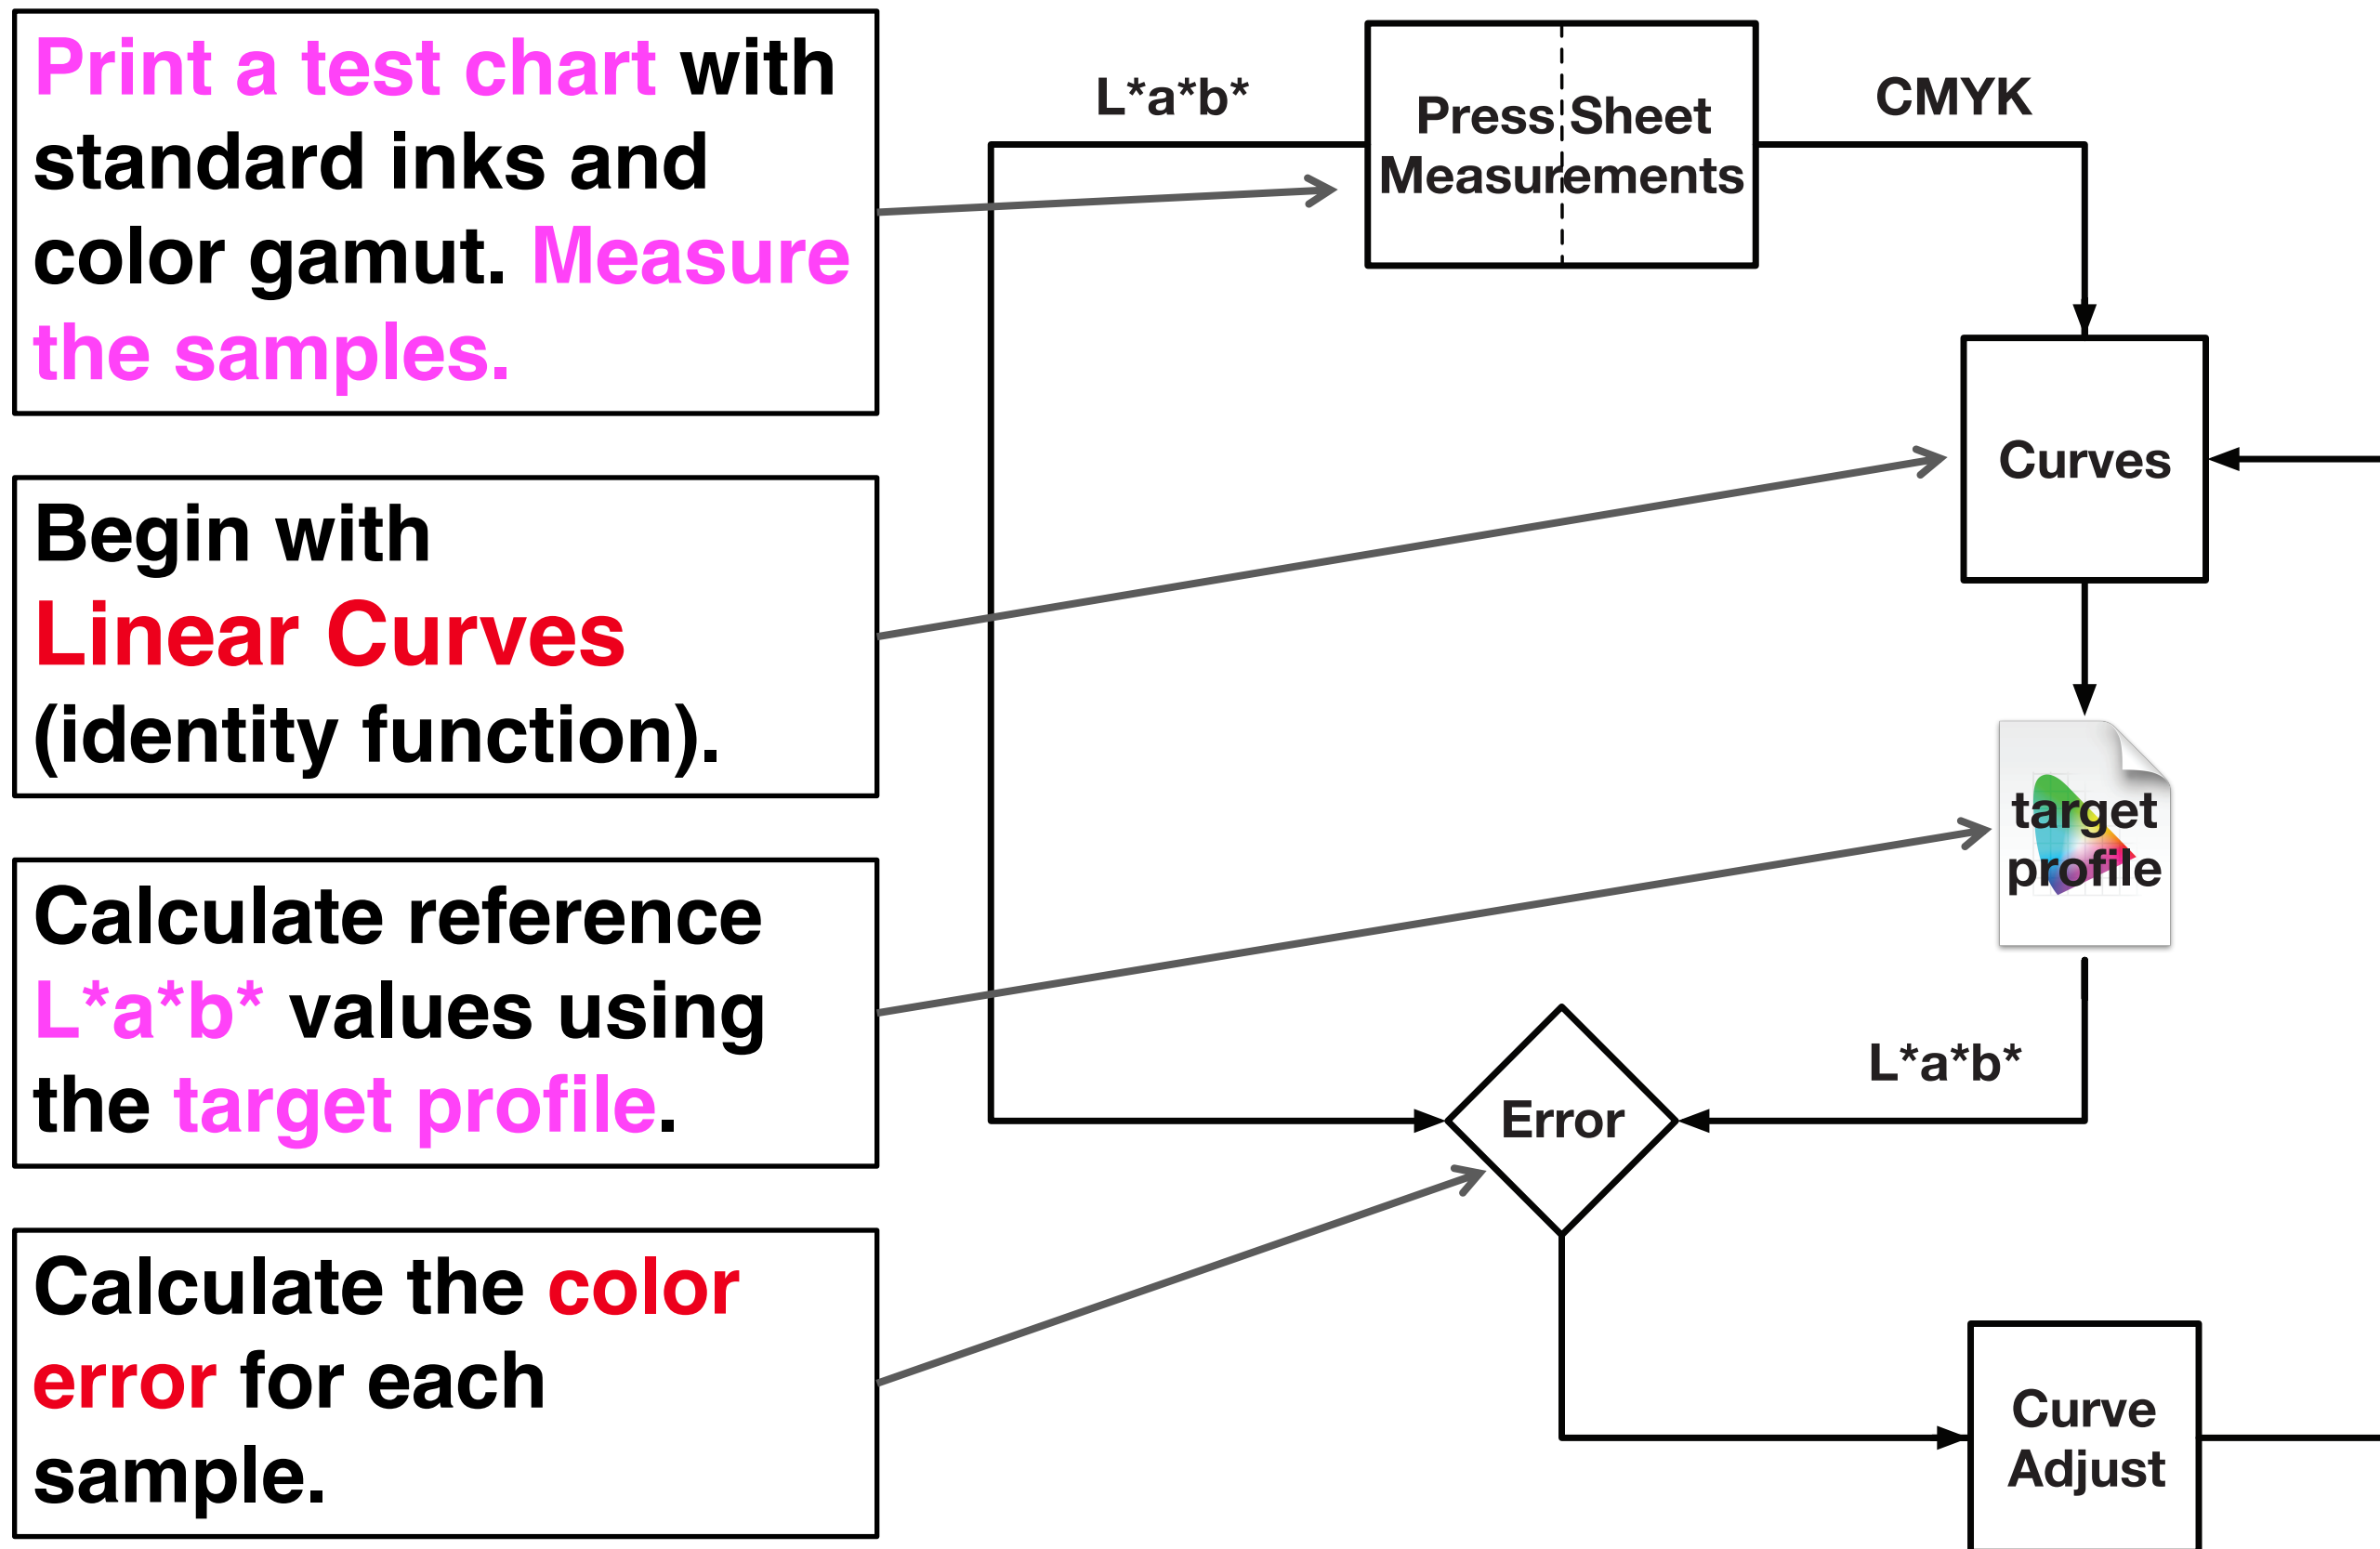 Print a test chart with
standard inks and
color gamut. Measure
the samples.
Begin with
Linear Curves
(identity function).
Calculate reference
L*a*b* values using
the target profile.
Calculate the color
error for each
sample.
L*a*b*
Press Sheet
Measurements
CMYK
Curves
target
profile
L*a*b*
Error
Curve
Adjust